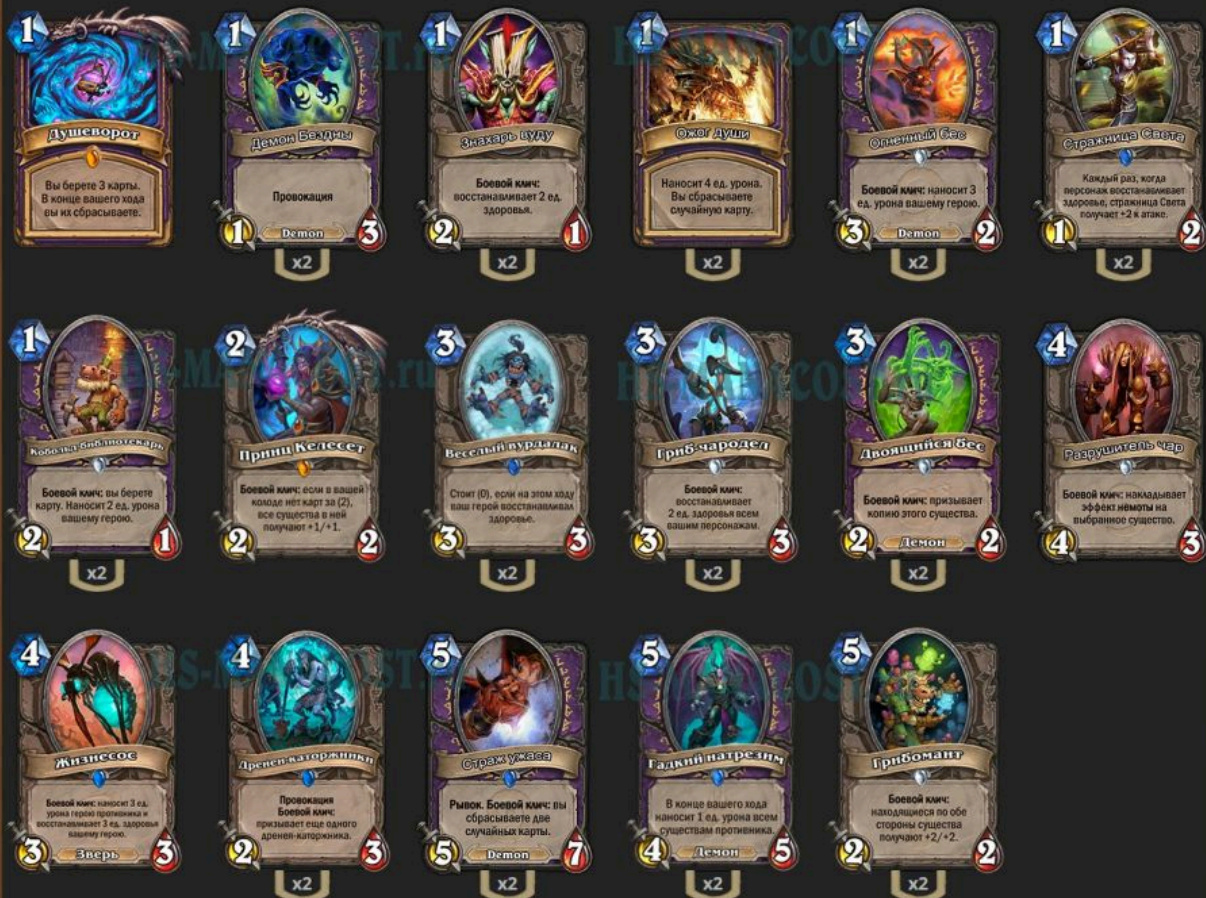 1
Душеворот
Вы берете 3 карты.
В конце вашего хода
вы их сбрасываете.
1
Демон Бездны
Провокация
1
Demon
3
x2
1
Знахарь вуду
Боевой клич:
восстанавливает 2 ед.
здоровья.
2
1
x2
1
Ожог души
Наносит 4 ед. урона.
Вы сбрасываете
случайную карту.
x2
1
Огненный бес
Боевой клич: наносит 3
ед. урона вашему герою.
3
Demon
2
x2
1
Стражница Света
Каждый раз, когда
персонаж восстанавливает
здоровье, стражница Света
получает +2 к атаке.
1
2
x2
1
Кобольд-библиотекарь
Боевой клич: вы берете
карту. Наносит 2 ед. урона
вашему герою.
2
1
x2
2
Принц Келесет
Боевой клич: если в вашей
колоде нет карт за (2),
все существа в ней
получают +1/+1.
2
2
3
Веселый вурдалак
Стоит (0), если на этом ходу
ваш герой восстанавливал
здоровье.
3
3
x2
3
Гриб-чародел
Боевой клич:
восстанавливает
2 ед. здоровья всем
вашим персонажам.
3
3
x2
3
Двоящийся бес
Боевой клич: призывает
копию этого существа.
2
Демон
2
x2
4
Разрушитель чар
Боевой клич: накладывает
эффект немоты на
выбранное существо.
4
3
4
Жизнесос
Боевой клич: наносит 3 ед.
урона герою противника и
восстанавливает 3 ед. здоровья
вашему герою.
3
Зверь
3
4
Дреней-каторжники
Провокация
Боевой клич:
призывает еще одного
дренея-каторжника.
2
3
x2
5
Страж ужаса
Рывок. Боевой клич: вы
сбрасываете две
случайных карты.
5
Demon
7
x2
5
Гадкий натрезим
В конце вашего хода
наносит 1 ед. урона всем
существам противника.
4
Демон
5
x2
5
Грибомант
Боевой клич:
находящиеся по обе
стороны существа
получают +2/+2.
2
2
x2